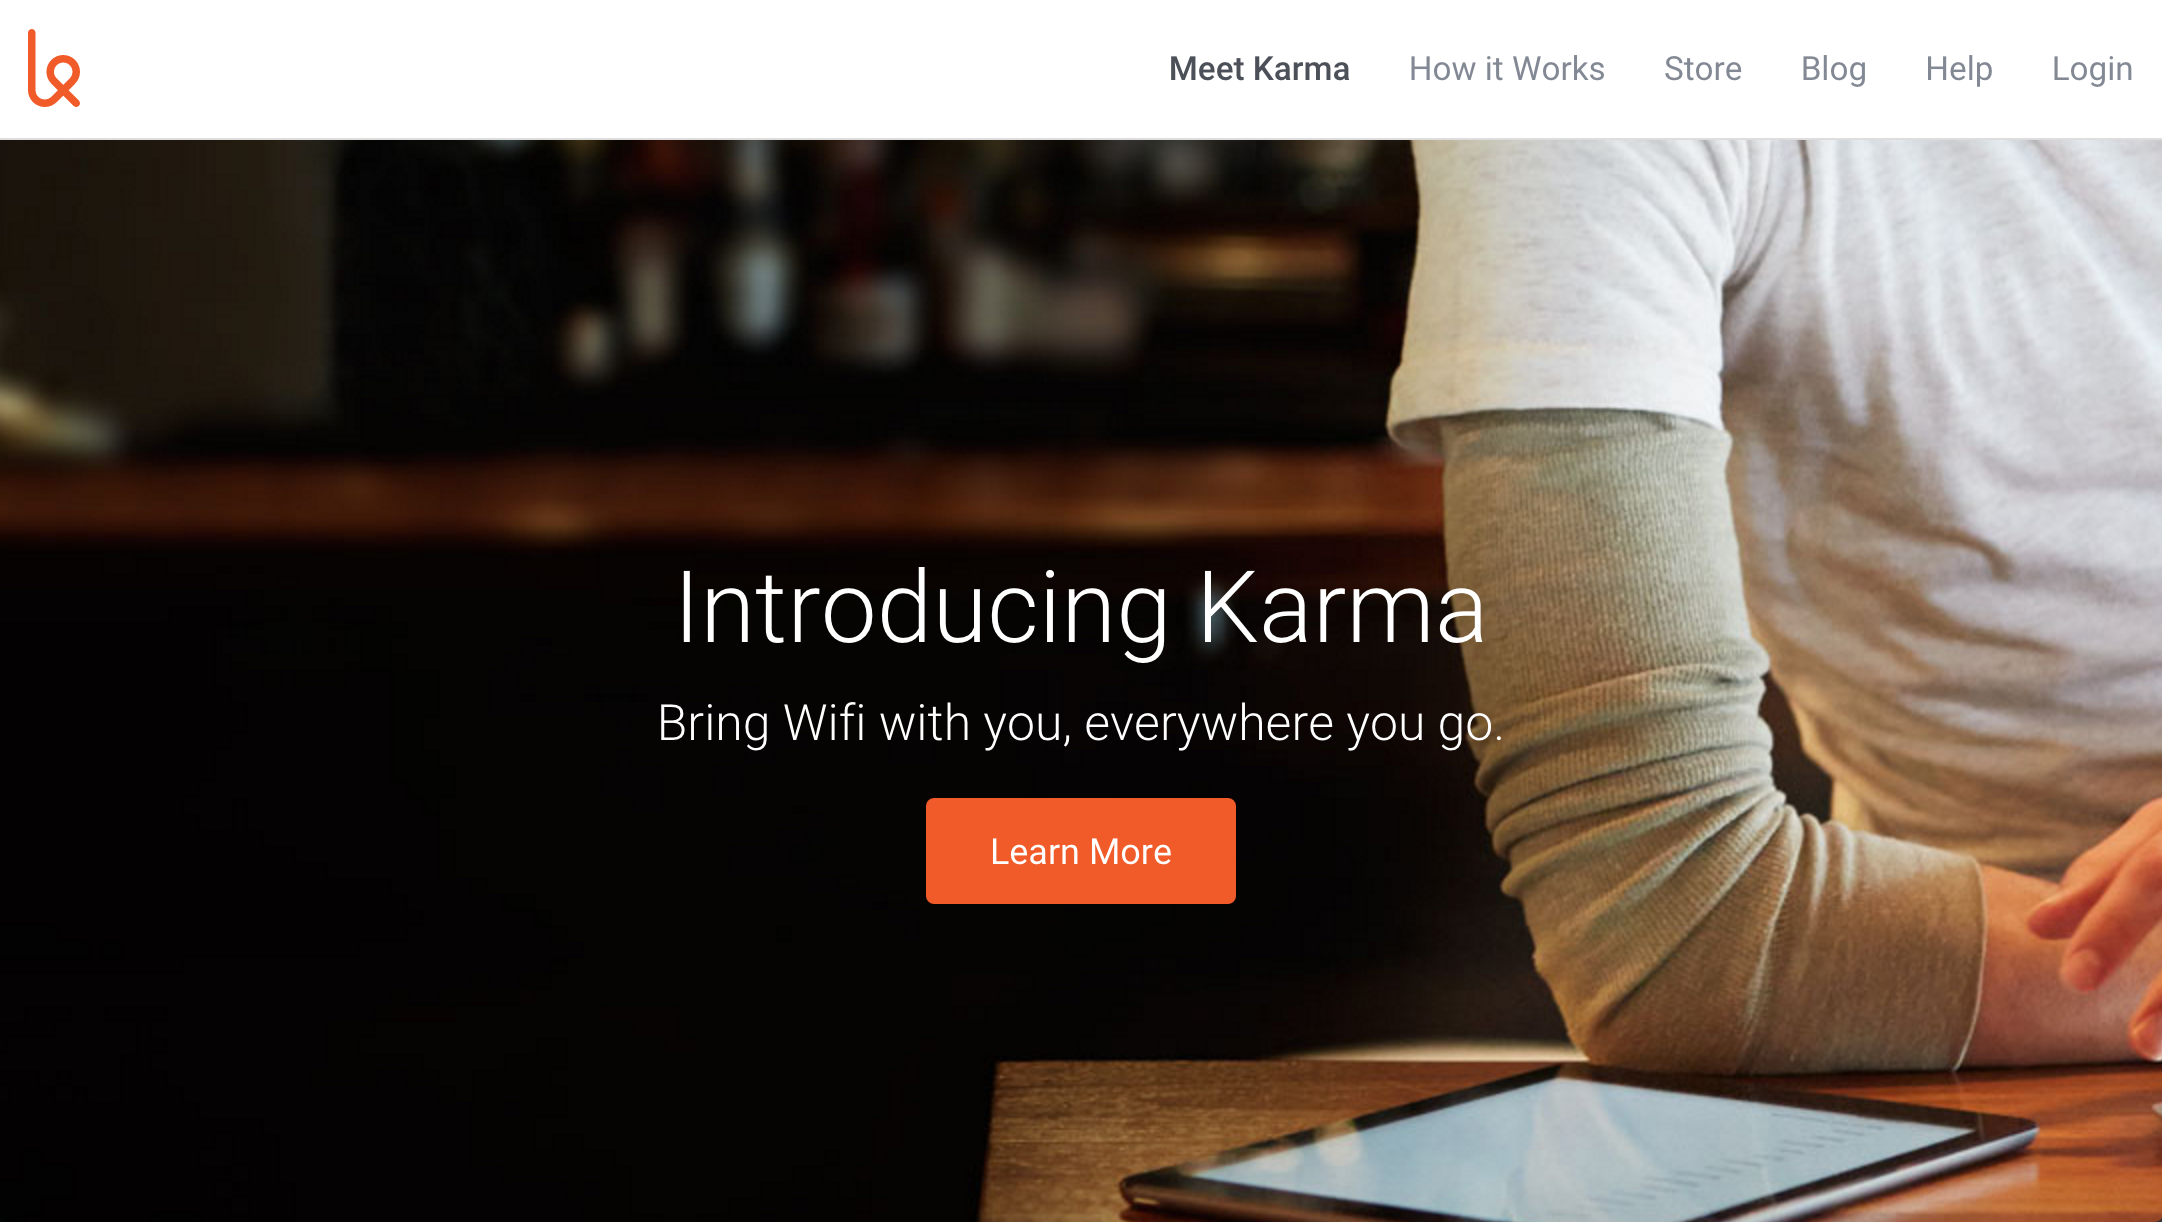 Meet Karma
How it Works
Store
Blog
Help
Login
Introducing Karma
Bring Wifi with you, everywhere you go.
Learn More